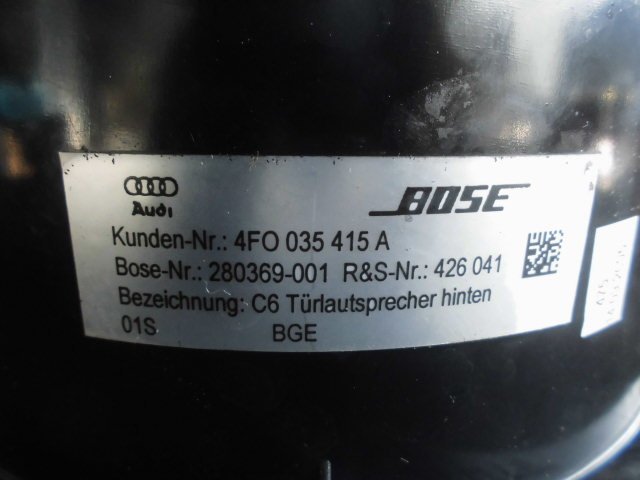 Audi BOSE
Kunden-Nr.: 4FO 035 415 A
Bose-Nr.: 280369-001 R&S-Nr.: 426 041
Bezeichnung: C6 Türlautsprecher hinten
01S BGE